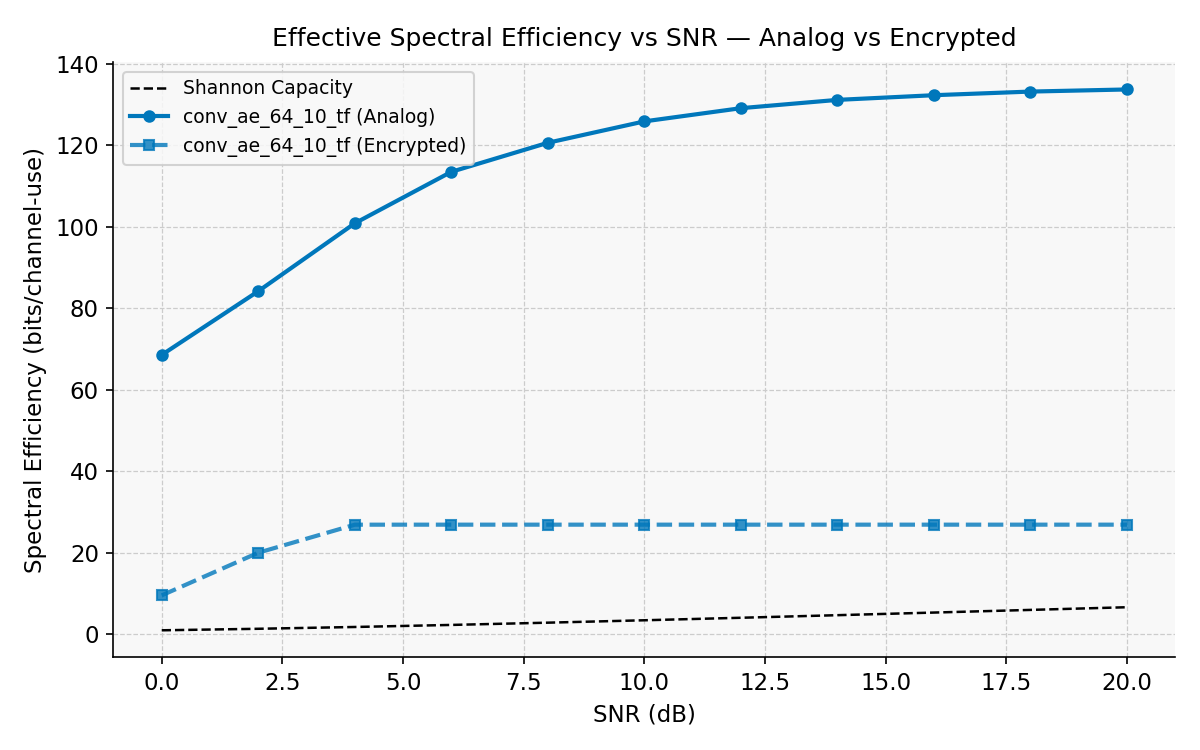 Effective Spectral Efficiency vs SNR — Analog vs Encrypted
Shannon Capacity
conv_ae_64_10_tf (Analog)
conv_ae_64_10_tf (Encrypted)
Spectral Efficiency (bits/channel-use)
140
120
100
80
60
40
20
0
0.0 2.5 5.0 7.5 10.0 12.5 15.0 17.5 20.0
SNR (dB)